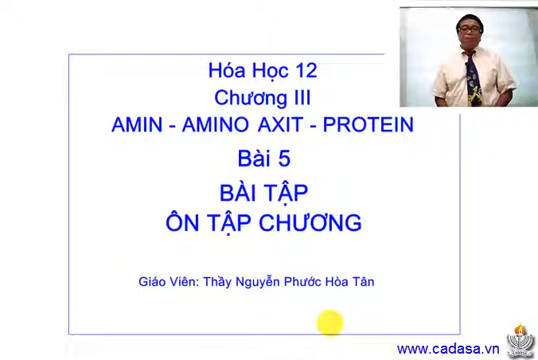 Hóa Học 12
Chương III
AMIN - AMINO AXIT - PROTEIN
Bài 5
BÀI TẬP
ÔN TẬP CHƯƠNG
Giáo Viên: Thầy Nguyễn Phước Hòa Tân
www.cadasa.vn